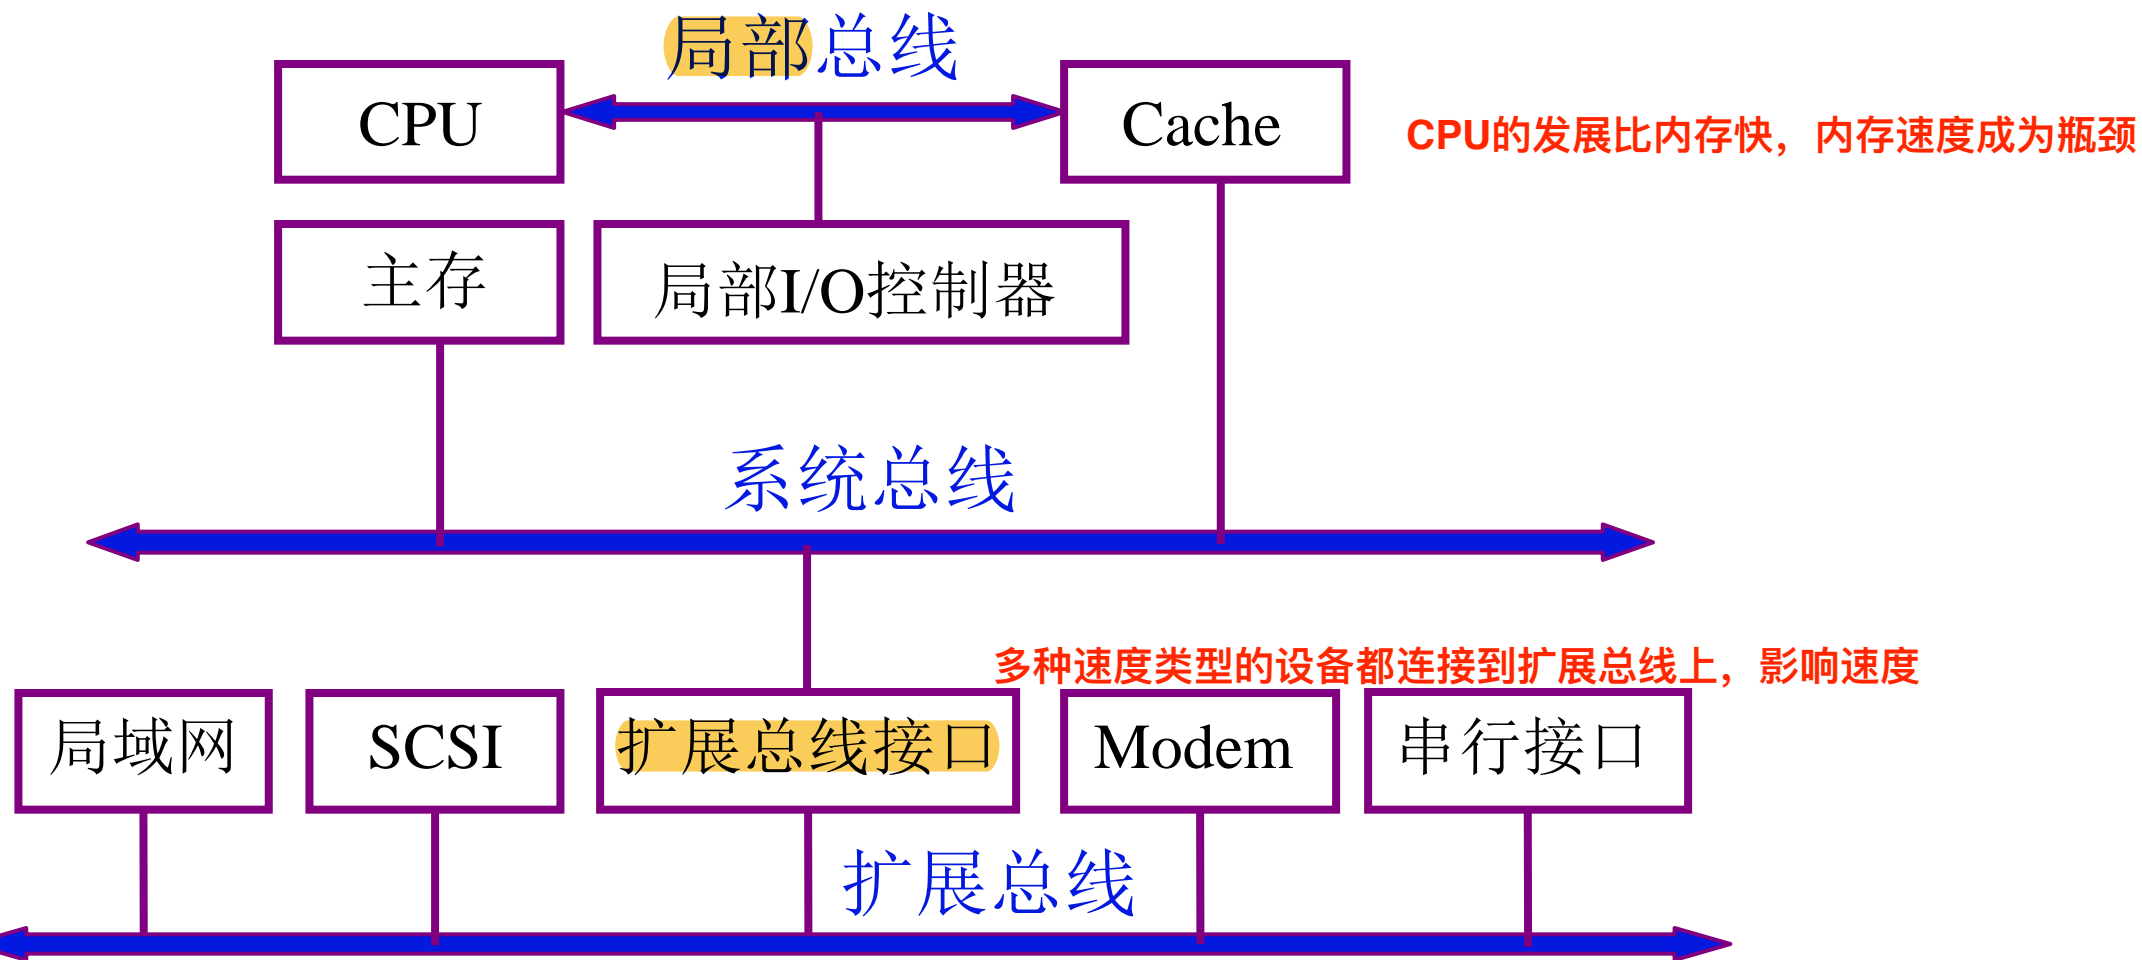 局部总线
CPU
Cache
CPU的发展比内存快，内存速度成为瓶颈
主存
局部I/O控制器
系统总线
多种速度类型的设备都连接到扩展总线上，影响速度
局域网
SCSI
扩展总线接口
Modem
串行接口
扩展总线